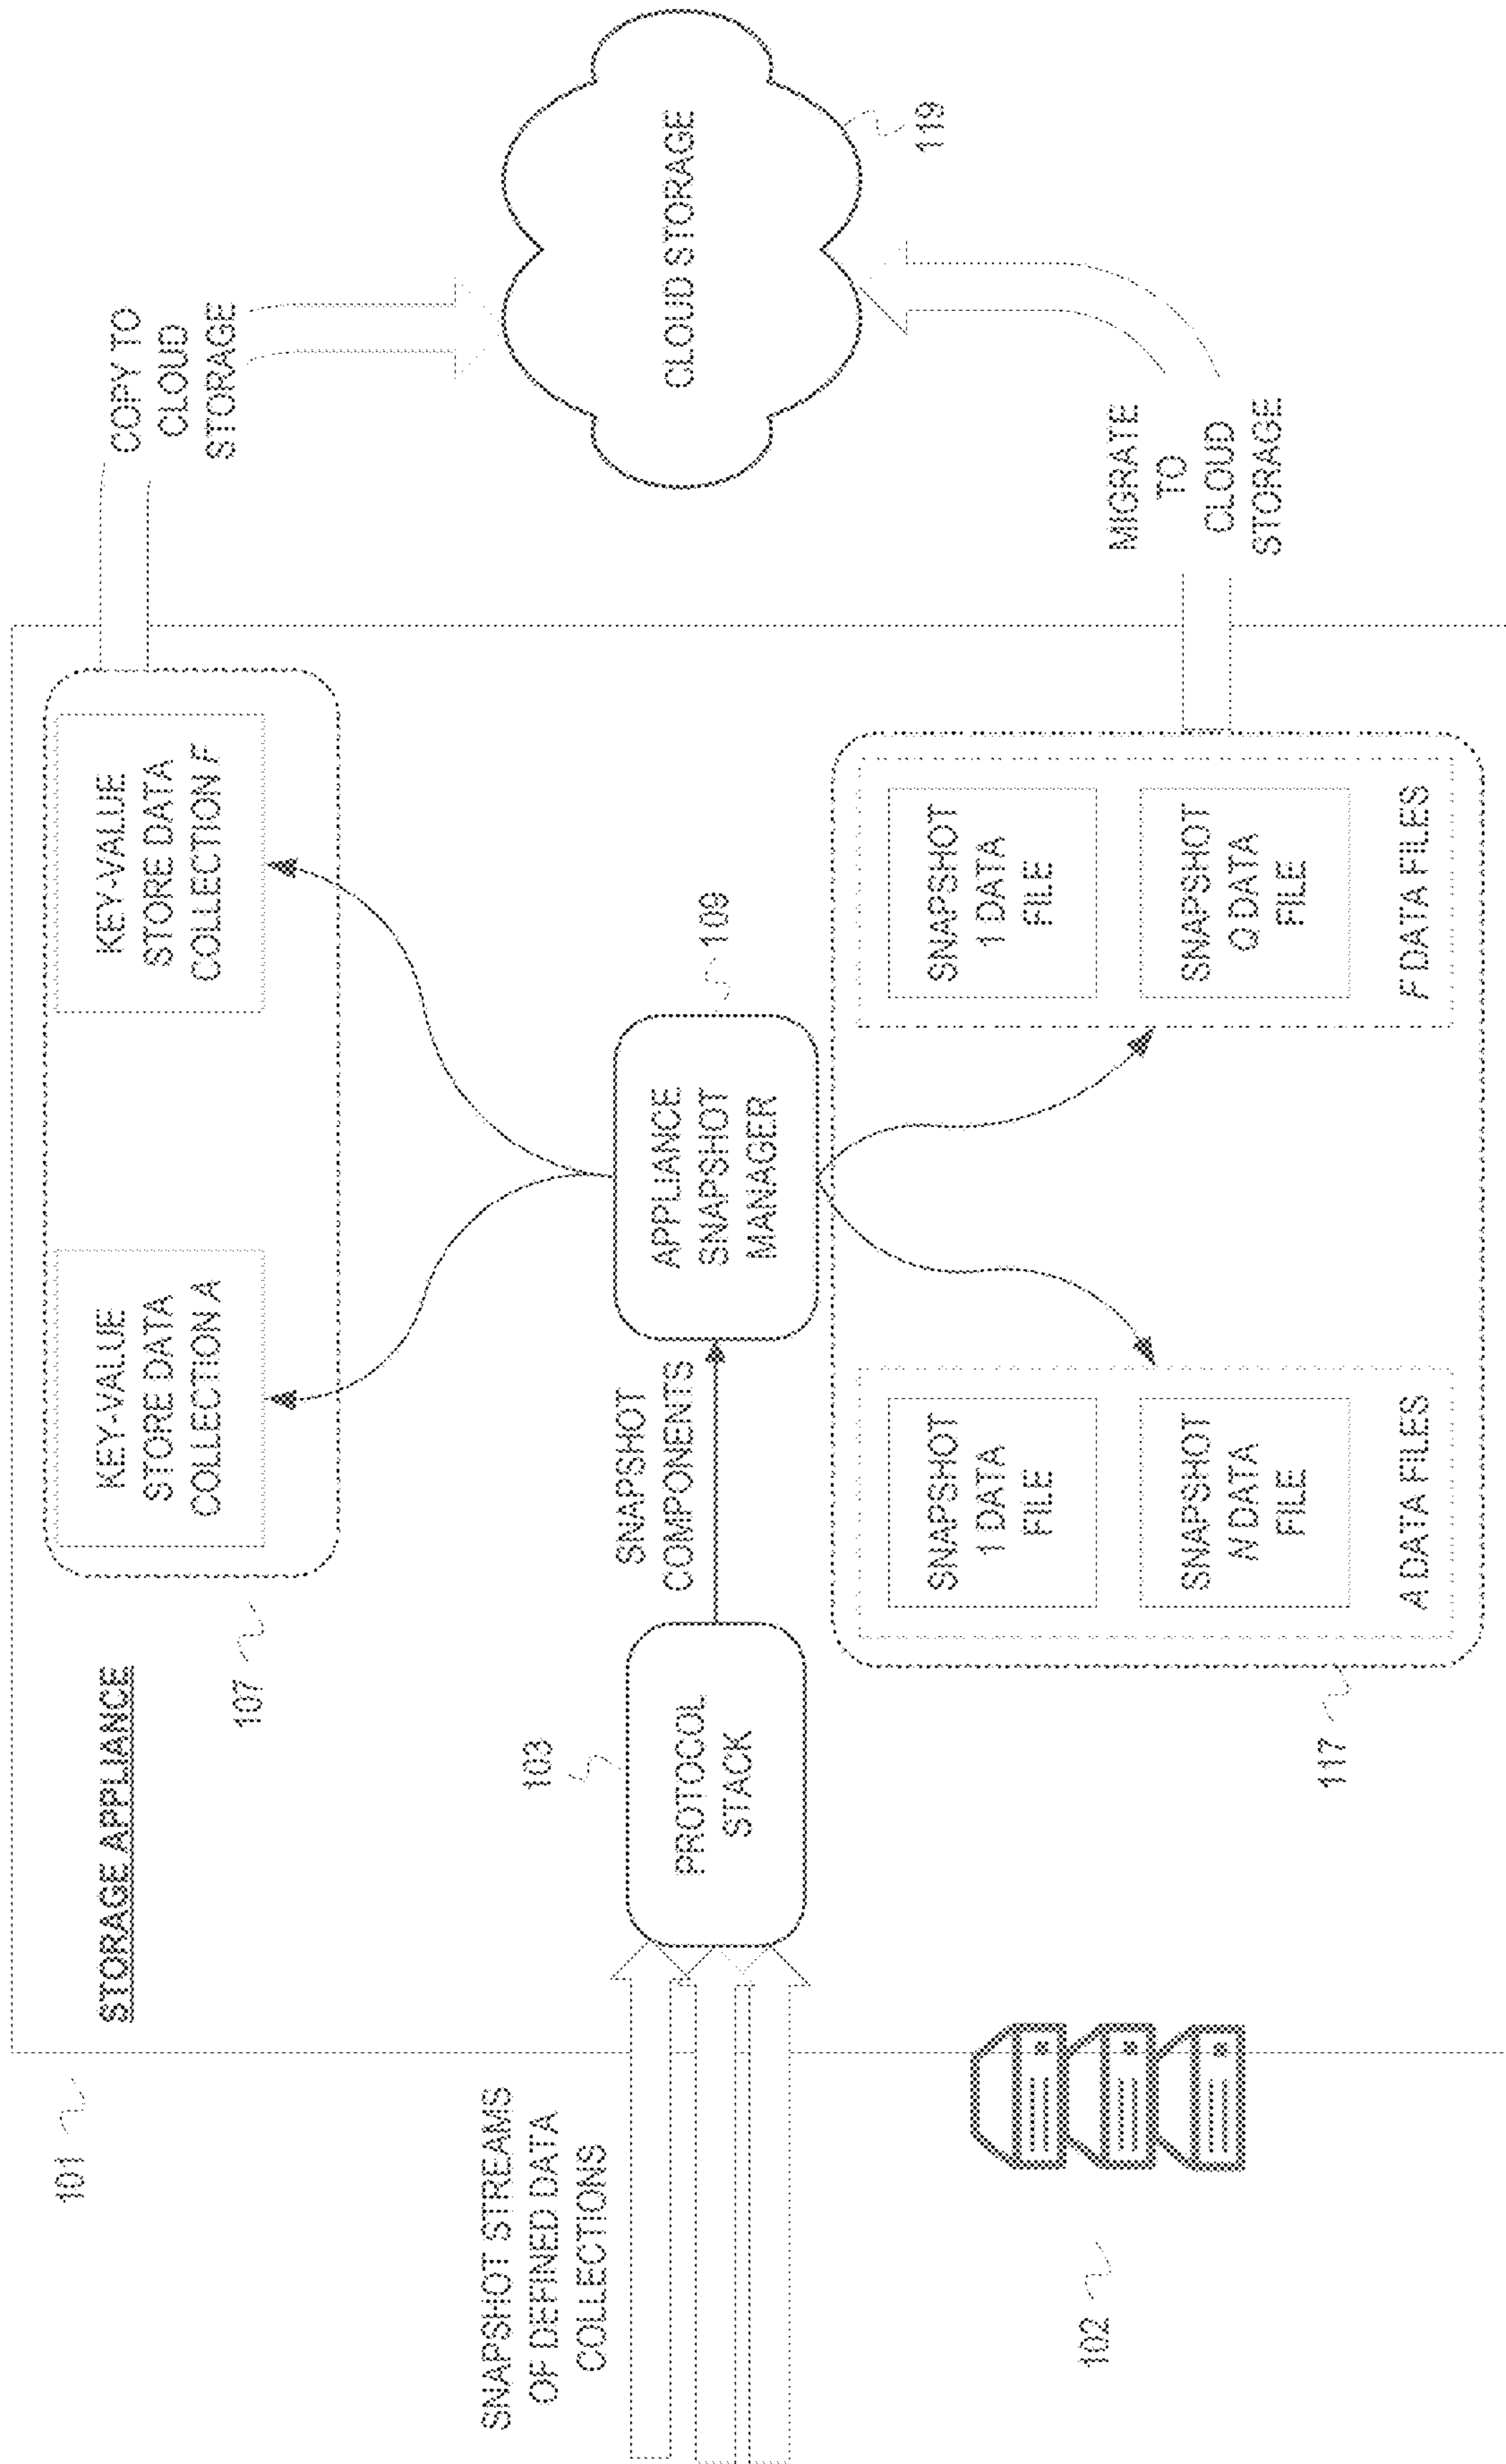 101
STORAGE APPLIANCE
107
KEY-VALUE
STORE DATA
COLLECTION A
KEY-VALUE
STORE DATA
COLLECTION F
COPY TO
CLOUD
STORAGE
SNAPSHOT STREAMS
OF DEFINED DATA
COLLECTIONS
103
PROTOCOL
STACK
SNAPSHOT
COMPONENTS
APPLIANCE
SNAPSHOT
MANAGER
109
CLOUD STORAGE
119
102
117
SNAPSHOT
1 DATA
FILE
SNAPSHOT
N DATA
FILE
A DATA FILES
SNAPSHOT
1 DATA
FILE
SNAPSHOT
Q DATA
FILE
F DATA FILES
MIGRATE
TO
CLOUD
STORAGE